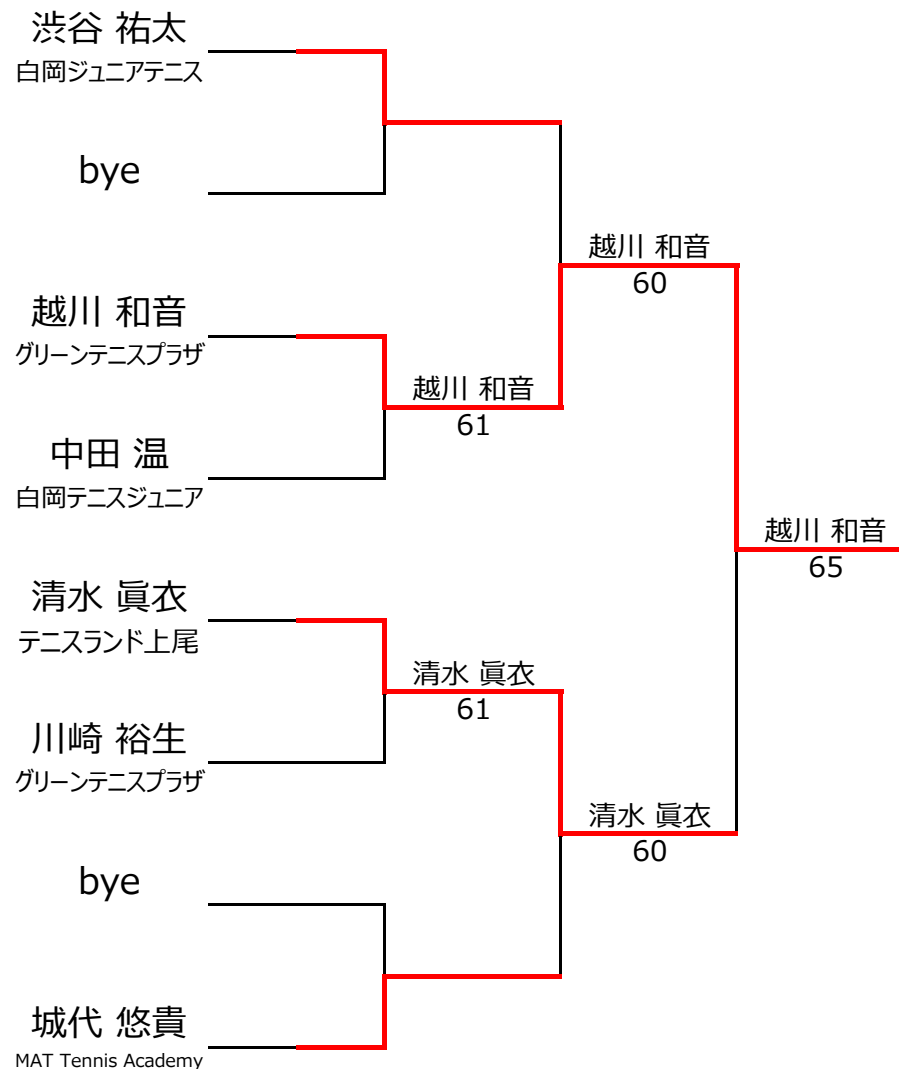 渋谷 祐太
白岡ジュニアテニス
bye
越川 和音
60
越川 和音
グリーンテニスプラザ
越川 和音
61
中田 温
白岡テニスジュニア
越川 和音
65
清水 眞衣
テニスランド上尾
清水 眞衣
61
川崎 裕生
グリーンテニスプラザ
清水 眞衣
60
bye
城代 悠貴
MAT Tennis Academy